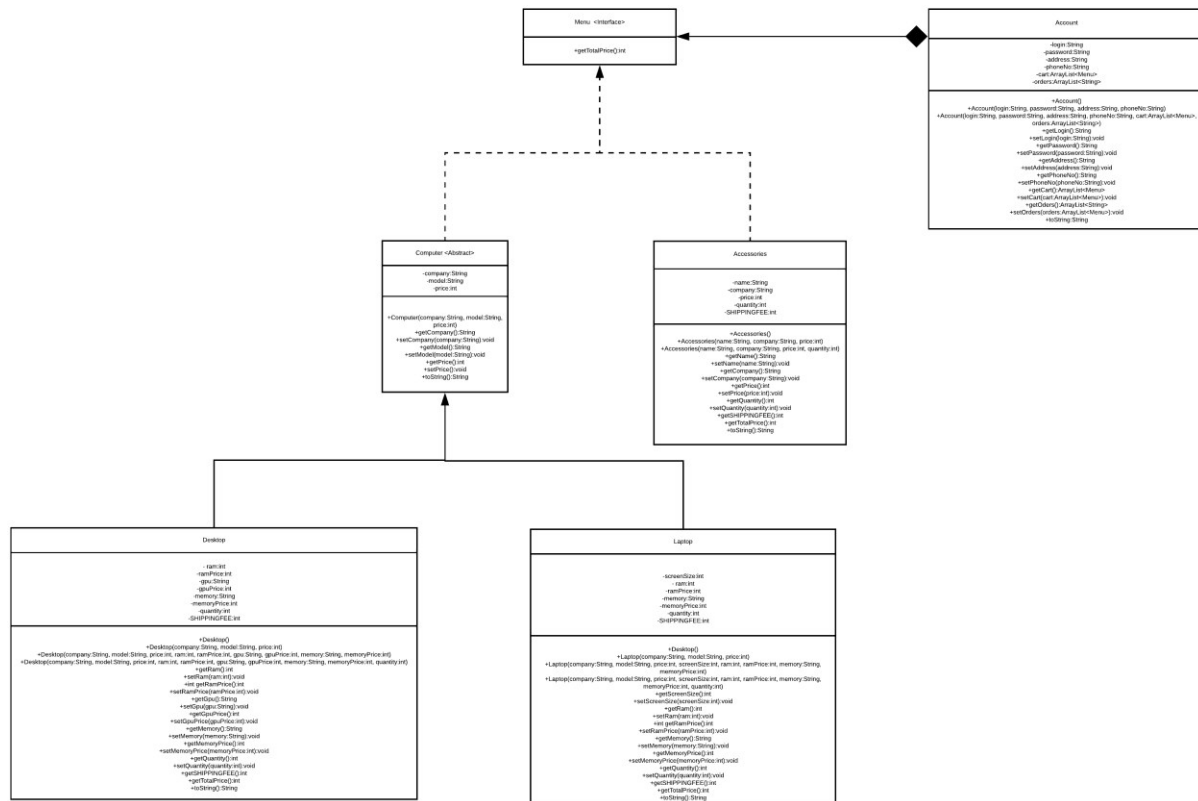 Menu <Interface>
+getTotalPrice():int
Account
-login:String
-password:String
-address:String
-phoneNo:String
-cart:ArrayList<Menu>
-orders:ArrayList<String>
+Account()
+Account(login:String, password:String, address:String, phoneNo:String)
+Account(login:String, password:String, address:String, phoneNo:String, cart:ArrayList<Menu>,
orders:ArrayList<String>)
+getLogin():String
+setLogin(login:String):void
+getPassword():String
+setPassword(password:String):void
+getAddress():String
+setAddress(address:String):void
+getPhoneNo():String
+setPhoneNo(phoneNo:String):void
+getCart():ArrayList<Menu>
+setCart(cart:ArrayList<Menu>):void
+getOders():ArrayList<String>
+setOrders(orders:ArrayList<Menu>):void
+toString:String
Computer <Abstract>
-company:String
-model:String
-price:int
+Computer(company:String, model:String,
price:int)
+getCompany():String
+setCompany(company:String):void
+getModel():String
+setModel(model:String):void
+getPrice():int
+setPrice():void
+toString():String
Accessories
-name:String
-company:String
-price:int
-quantity:int
-SHIPPINGFEE:int
+Accessories()
+Accessories(name:String, company:String, price:int)
+Accessories(name:String, company:String, price:int, quantity:int)
+getName():String
+setName(name:String):void
+getCompany():String
+setCompany(company:String):void
+getPrice():int
+setPrice(price:int):void
+getQuantity():int
+setQuantity(quantity:int):void
+getSHIPPINGFEE():int
+getTotalPrice():int
+toString():String
Desktop
- ram:int
-ramPrice:int
-gpu:String
-gpuPrice:int
-memory:String
-memoryPrice:int
-quantity:int
-SHIPPINGFEE:int
+Desktop()
+Desktop(company:String, model:String, price:int)
+Desktop(company:String, model:String, price:int, ram:int, ramPrice:int, gpu:String, gpuPrice:int, memory:String, memoryPrice:int)
+Desktop(company:String, model:String, price:int, ram:int, ramPrice:int, gpu:String, gpuPrice:int, memory:String, memoryPrice:int, quantity:int)
+getRam():int
+setRam(ram:int):void
+int getRamPrice():int
+setRamPrice(ramPrice:int):void
+getGpu():String
+setGpu(gpu:String):void
+getGpuPrice():int
+setGpuPrice(gpuPrice:int):void
+getMemory():String
+setMemory(memory:String):void
+getMemoryPrice():int
+setMemoryPrice(memoryPrice:int):void
+getQuantity():int
+setQuantity(quantity:int):void
+getSHIPPINGFEE():int
+getTotalPrice():int
+toString():String
Laptop
-screenSize:int
- ram:int
-ramPrice:int
-memory:String
-memoryPrice:int
-quantity:int
-SHIPPINGFEE:int
+Desktop()
+Laptop(company:String, model:String, price:int)
+Laptop(company:String, model:String, price:int, screenSize:int, ram:int, ramPrice:int, memory:String,
memoryPrice:int)
+Laptop(company:String, model:String, price:int, screenSize:int, ram:int, ramPrice:int, memory:String,
memoryPrice:int, quantity:int)
+getScreenSize():int
+setScreenSize(screenSize:int):void
+getRam():int
+setRam(ram:int):void
+int getRamPrice():int
+setRamPrice(ramPrice:int):void
+getMemory():String
+setMemory(memory:String):void
+getMemoryPrice():int
+setMemoryPrice(memoryPrice:int):void
+getQuantity():int
+setQuantity(quantity:int):void
+getSHIPPINGFEE():int
+getTotalPrice():int
+toString():String